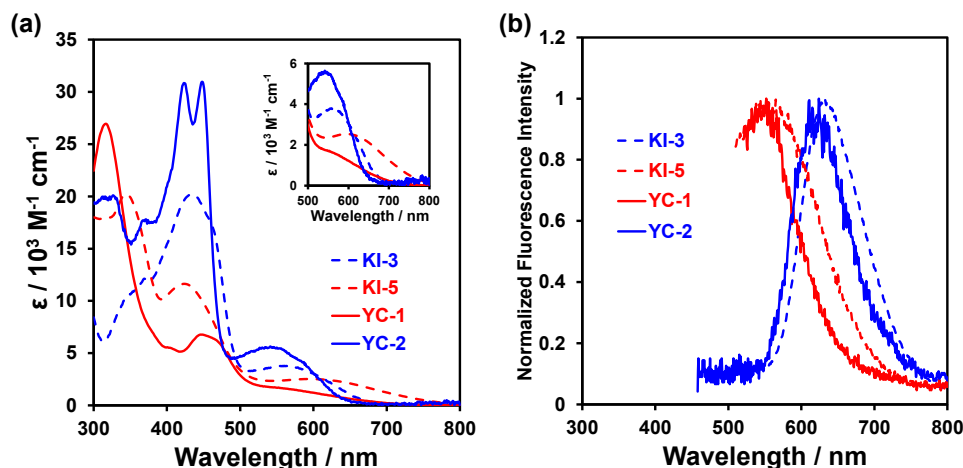 (a)
35
30
25
20
15
10
5
0
ε / 10³ M⁻¹ cm⁻¹
300 400 500 600 700 800
Wavelength / nm
6
4
2
0
ε / 10³ M⁻¹ cm⁻¹
500 600 700 800
Wavelength / nm
KI-3
KI-5
YC-1
YC-2
(b)
1.2
1
0.8
0.6
0.4
0.2
0
Normalized Fluorescence Intensity
300 400 500 600 700 800
Wavelength / nm
KI-3
KI-5
YC-1
YC-2